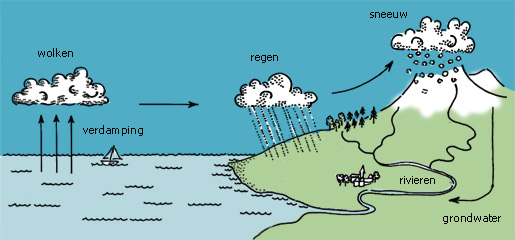 sneeuw
wolken
regen
verdamping
rivieren
grondwater